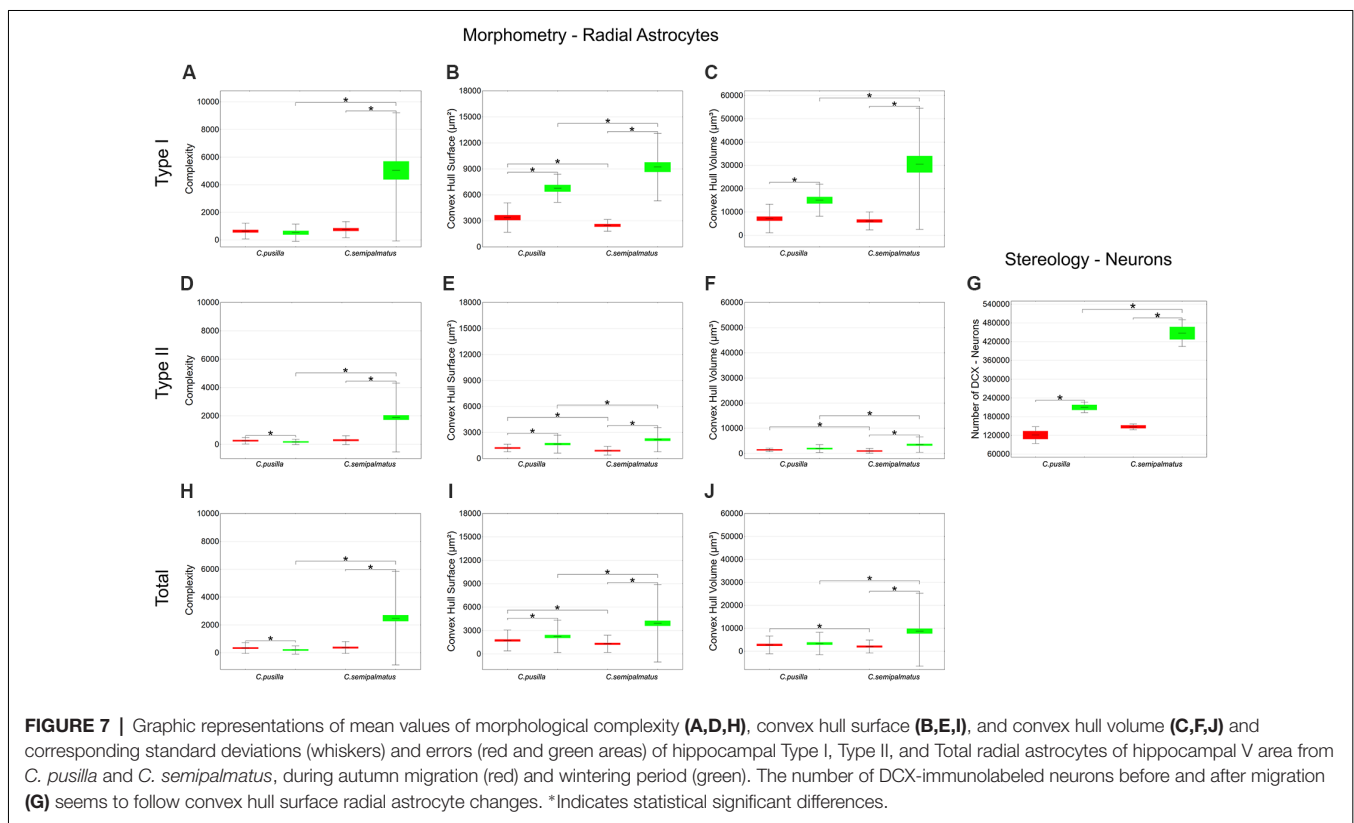 Morphometry - Radial Astrocytes
A
Type I
Complexity
10000
8000
6000
4000
2000
0
*
*
C.pusilla
C.semipalmatus
B
Convex Hull Surface (µm²)
18000
15000
12000
9000
6000
3000
0
*
*
*
*
C.pusilla
C.semipalmatus
C
Convex Hull Volume (µm³)
60000
50000
40000
30000
20000
10000
0
*
*
*
C.pusilla
C.semipalmatus
D
Type II
Complexity
10000
8000
6000
4000
2000
0
*
*
*
C.pusilla
C.semipalmatus
E
Convex Hull Surface (µm²)
18000
15000
12000
9000
6000
3000
0
*
*
*
*
C.pusilla
C.semipalmatus
F
Convex Hull Volume (µm³)
60000
50000
40000
30000
20000
10000
0
*
*
*
C.pusilla
C.semipalmatus
Stereology - Neurons
G
Number of DCX - Neurons
540000
480000
420000
360000
300000
240000
180000
120000
60000
*
*
*
C.pusilla
C.semipalmatus
H
Total
Complexity
10000
8000
6000
4000
2000
0
*
*
*
C.pusilla
C.semipalmatus
I
Convex Hull Surface (µm²)
18000
15000
12000
9000
6000
3000
0
*
*
*
*
C.pusilla
C.semipalmatus
J
Convex Hull Volume (µm³)
60000
50000
40000
30000
20000
10000
0
*
*
*
C.pusilla
C.semipalmatus
FIGURE 7 | Graphic representations of mean values of morphological complexity (A,D,H), convex hull surface (B,E,I), and convex hull volume (C,F,J) and
corresponding standard deviations (whiskers) and errors (red and green areas) of hippocampal Type I, Type II, and Total radial astrocytes of hippocampal V area from
C. pusilla and C. semipalmatus, during autumn migration (red) and wintering period (green). The number of DCX-immunolabeled neurons before and after migration
(G) seems to follow convex hull surface radial astrocyte changes. *Indicates statistical significant differences.